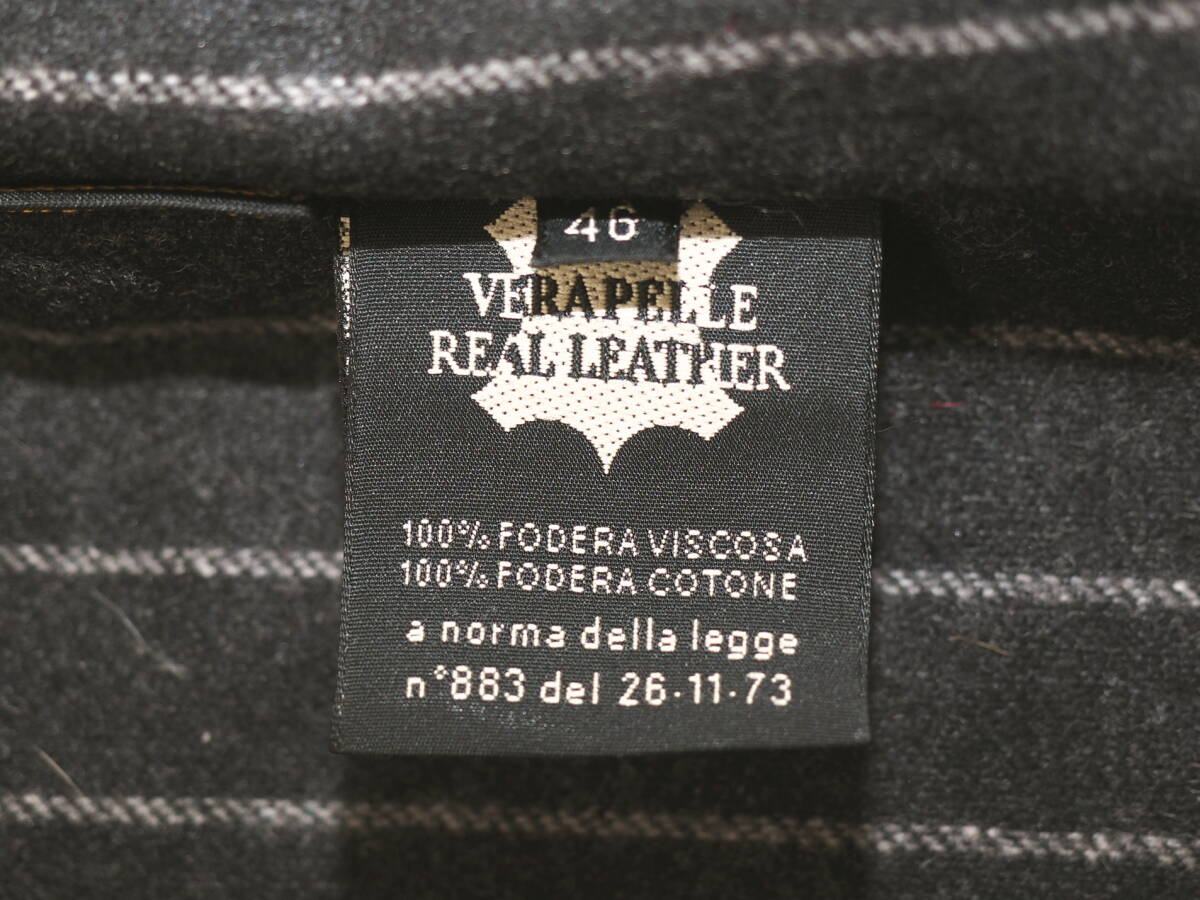 46
VERA PELLE
REAL LEATHER
100% FODERA VISCOSA
100% FODERA COTONE
a norma della legge
n°883 del 26·11·73